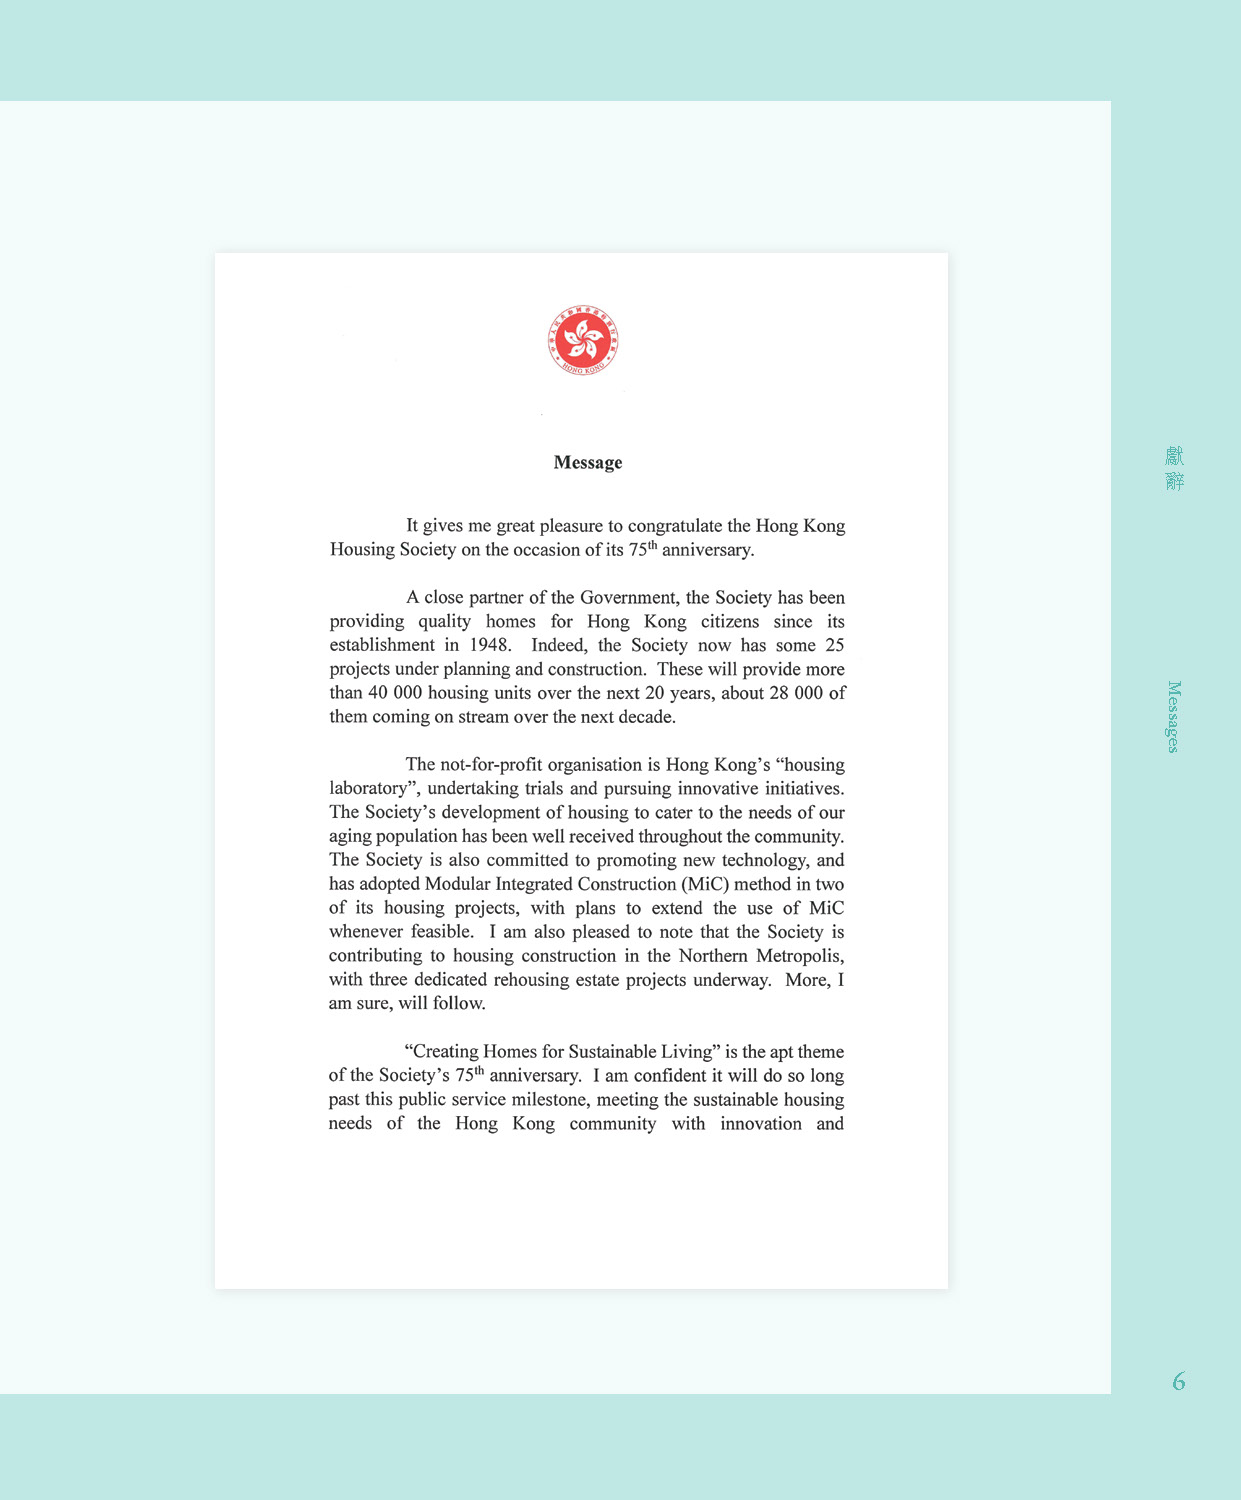 HONG KONG
Message
It gives me great pleasure to congratulate the Hong Kong
Housing Society on the occasion of its 75th anniversary.
A close partner of the Government, the Society has been
providing quality homes for Hong Kong citizens since its
establishment in 1948. Indeed, the Society now has some 25
projects under planning and construction. These will provide more
than 40 000 housing units over the next 20 years, about 28 000 of
them coming on stream over the next decade.
The not-for-profit organisation is Hong Kong’s “housing
laboratory”, undertaking trials and pursuing innovative initiatives.
The Society’s development of housing to cater to the needs of our
aging population has been well received throughout the community.
The Society is also committed to promoting new technology, and
has adopted Modular Integrated Construction (MiC) method in two
of its housing projects, with plans to extend the use of MiC
whenever feasible. I am also pleased to note that the Society is
contributing to housing construction in the Northern Metropolis,
with three dedicated rehousing estate projects underway. More, I
am sure, will follow.
“Creating Homes for Sustainable Living” is the apt theme
of the Society’s 75th anniversary. I am confident it will do so long
past this public service milestone, meeting the sustainable housing
needs of the Hong Kong community with innovation and
獻辭
Messages
6